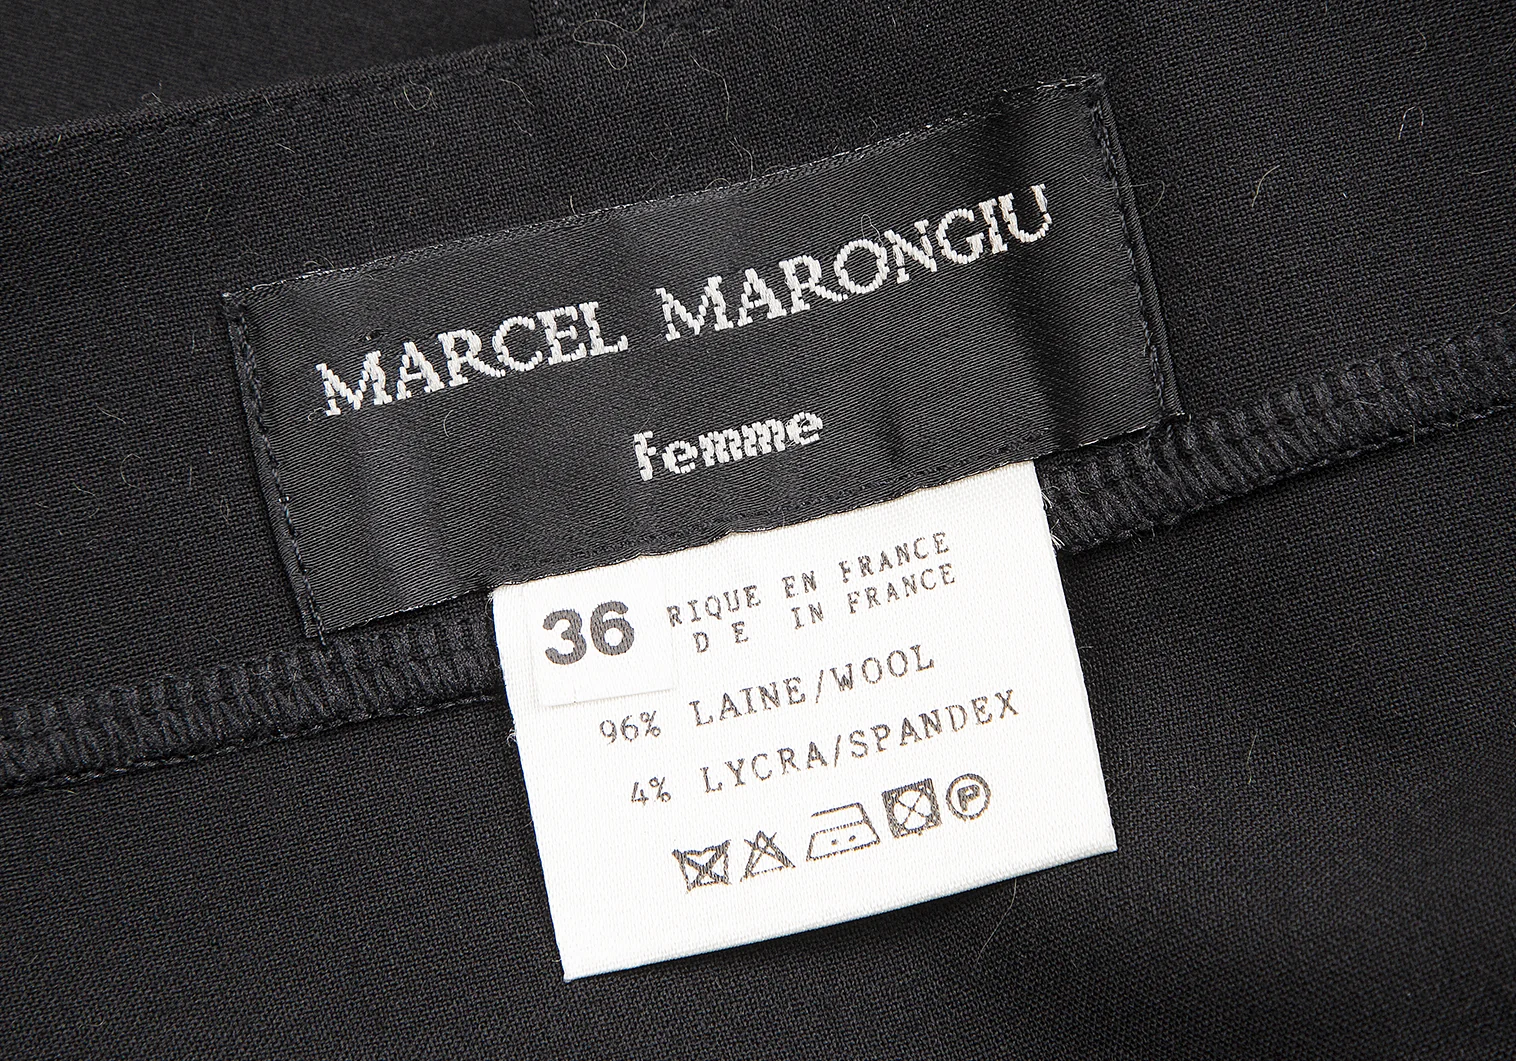 MARCEL MARONGIU
Femme
36
RIQUE EN FRANCE
DE IN FRANCE
96% LAINE/WOOL
4% LYCRA/SPANDEX
P